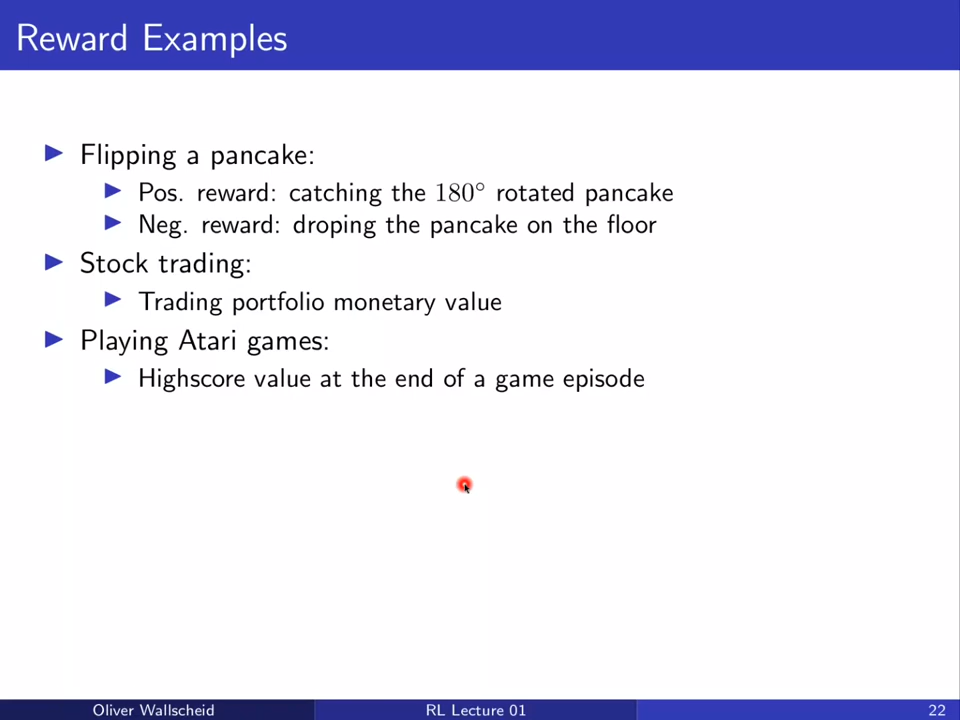 Reward Examples
Flipping a pancake:
Pos. reward: catching the 180° rotated pancake
Neg. reward: droping the pancake on the floor
Stock trading:
Trading portfolio monetary value
Playing Atari games:
Highscore value at the end of a game episode
Oliver Wallscheid
RL Lecture 01
22